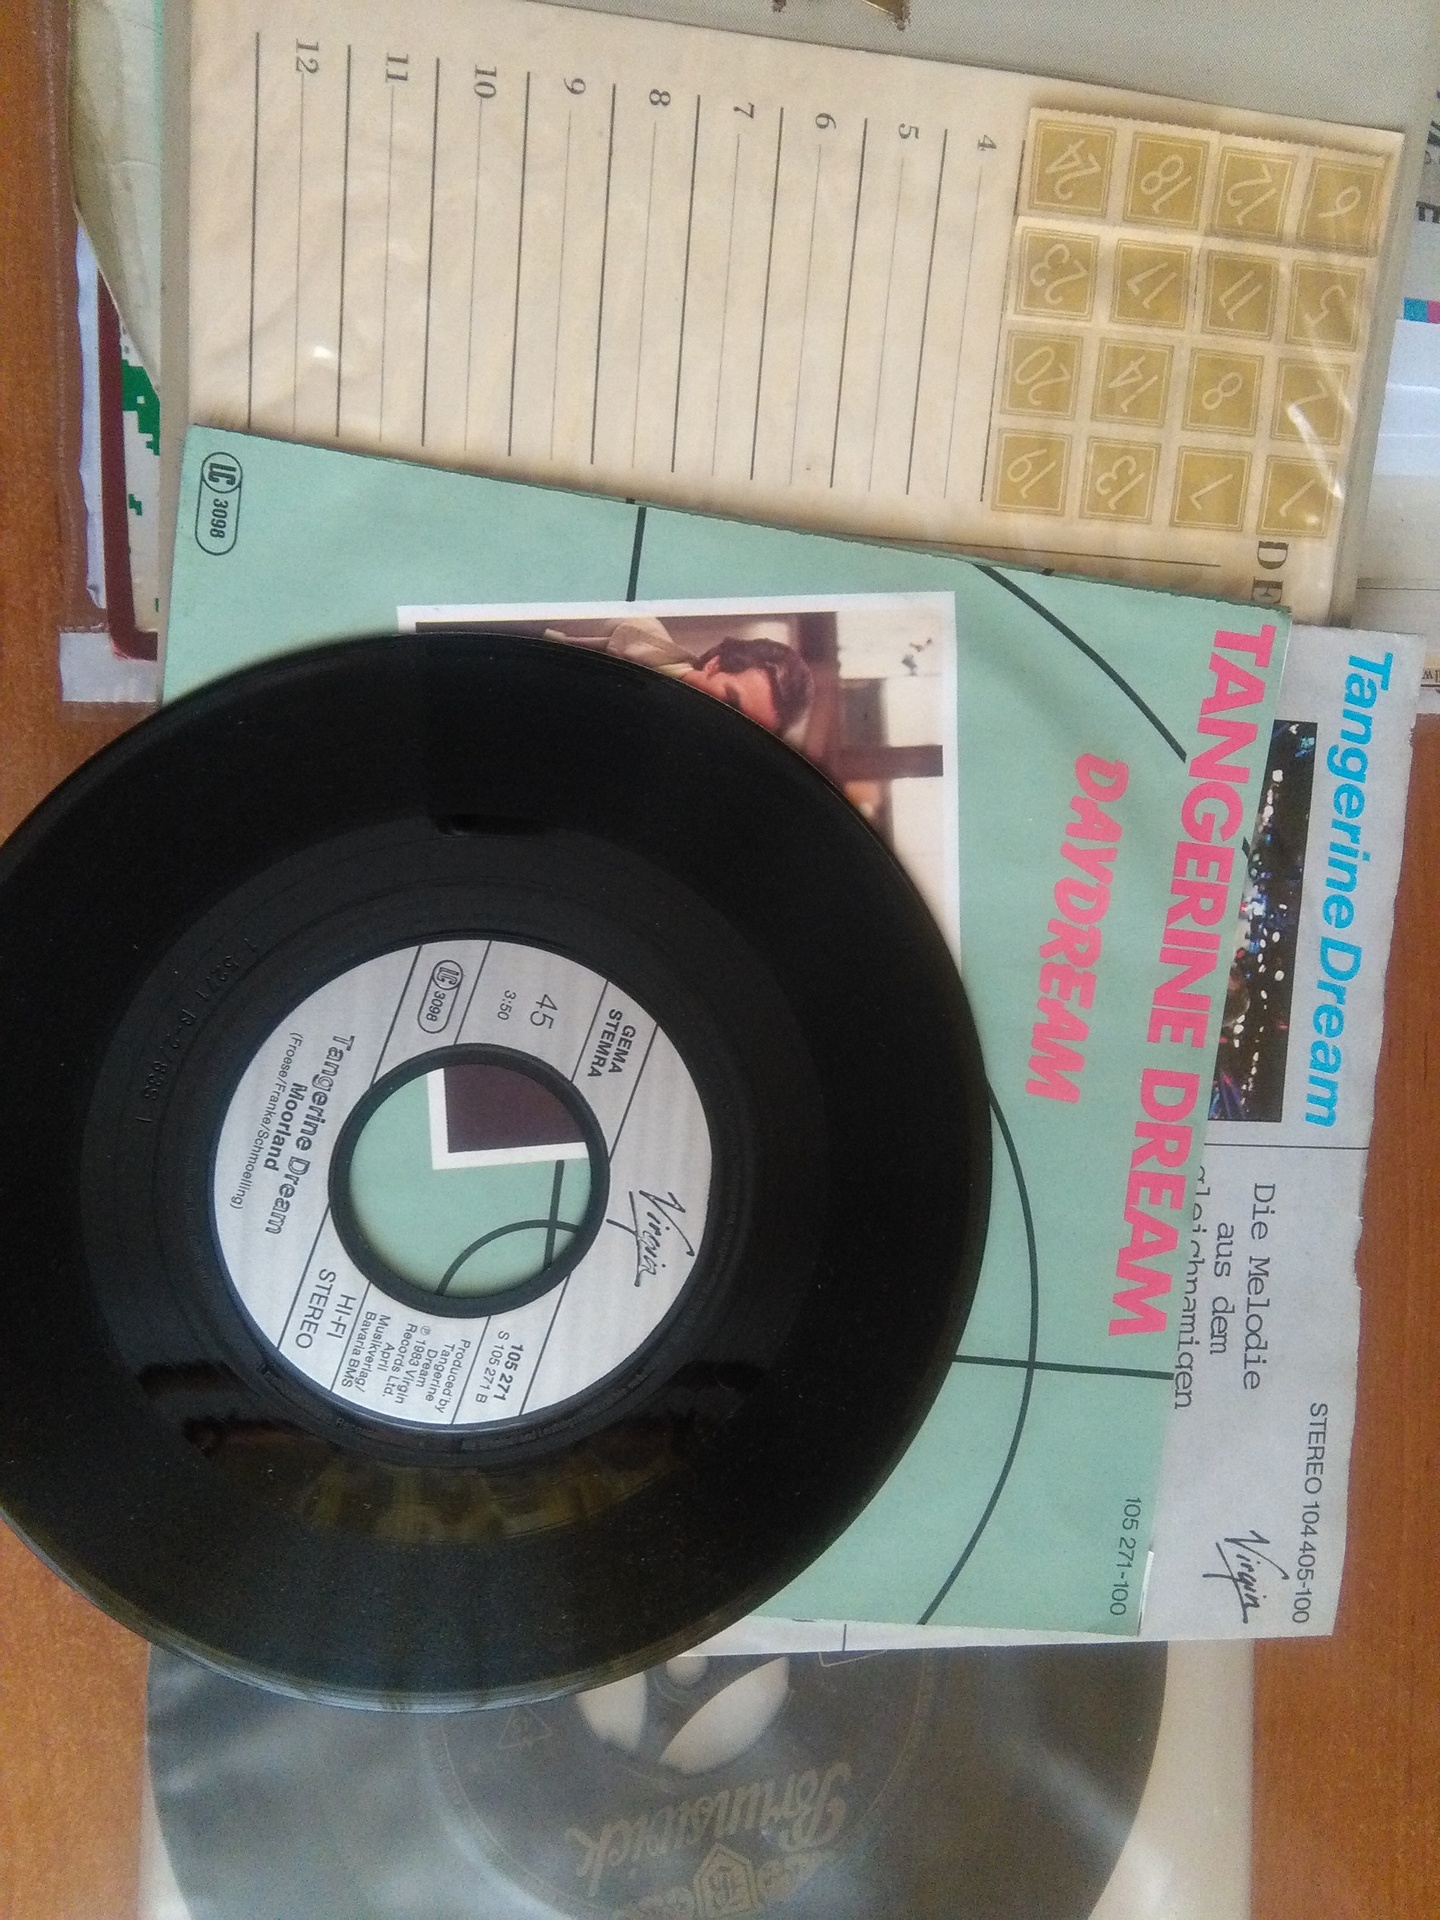 12
11
10
9
8
7
6
5
4
24
18
12
6
23
17
11
5
20
14
8
2
19
13
7
1
DE
LC 3098
TANGERINE DREAM
DAYDREAM
105 271-100
Tangerine Dream
Die Melodie
aus dem
gleichnamigen
STEREO 104 405-100
Virgin
Virgin
GEMA
STEMRA
45
3:50
LC 3098
105 271
S 105 271 B
Produced by
Tangerine
Dream
℗ 1983 Virgin
Records Ltd.
April
Musikverlag/
Bavaria BMS
HI-FI
STEREO
Tangerine Dream
Moorland
(Froese/Franke/Schmoelling)
Brunswick